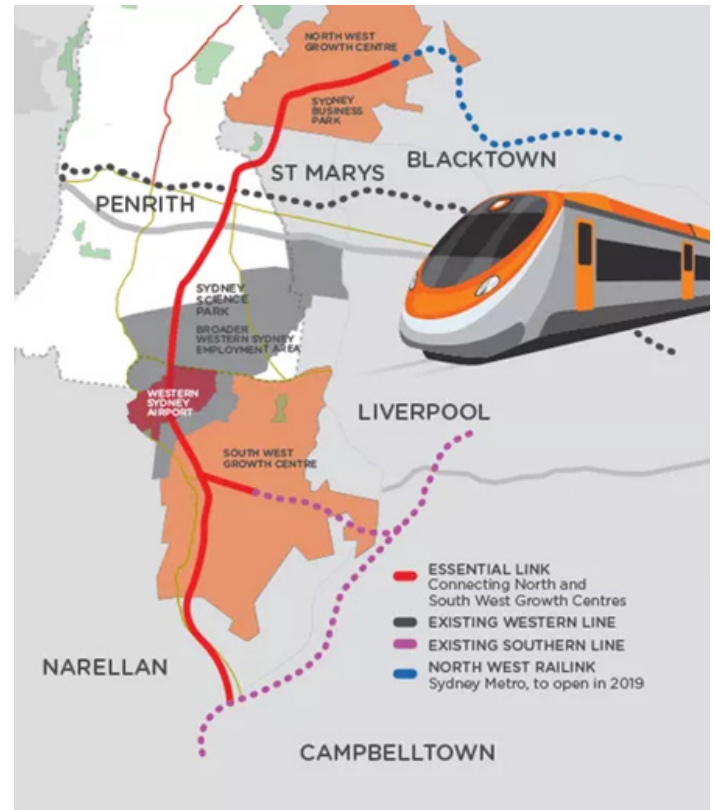 NORTH WEST
GROWTH CENTRE
SYDNEY
BUSINESS
PARK
BLACKTOWN
ST MARYS
PENRITH
SYDNEY
SCIENCE
PARK
BROADER
WESTERN SYDNEY
EMPLOYMENT AREA
WESTERN
SYDNEY
AIRPORT
LIVERPOOL
SOUTH WEST
GROWTH CENTRE
ESSENTIAL LINK
Connecting North and
South West Growth Centres
EXISTING WESTERN LINE
EXISTING SOUTHERN LINE
NORTH WEST RAILINK
Sydney Metro, to open in 2019
NARELLAN
CAMPBELLTOWN